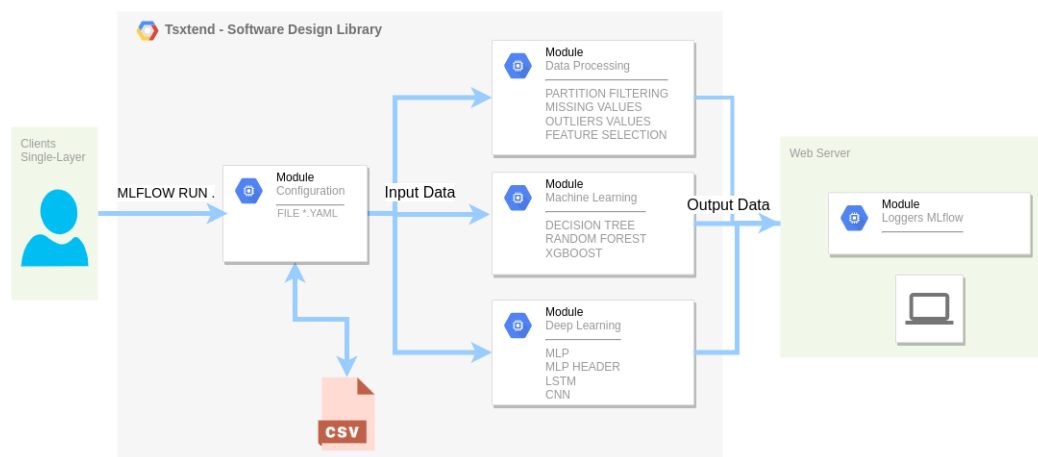 Tsxtend - Software Design Library
Clients
Single-Layer
MLFLOW RUN .
Module
Configuration
FILE *.YAML
CSV
Input Data
Module
Data Processing
PARTITION FILTERING
MISSING VALUES
OUTLIERS VALUES
FEATURE SELECTION
Module
Machine Learning
DECISION TREE
RANDOM FOREST
XGBOOST
Module
Deep Learning
MLP
MLP HEADER
LSTM
CNN
Output Data
Web Server
Module
Loggers MLflow